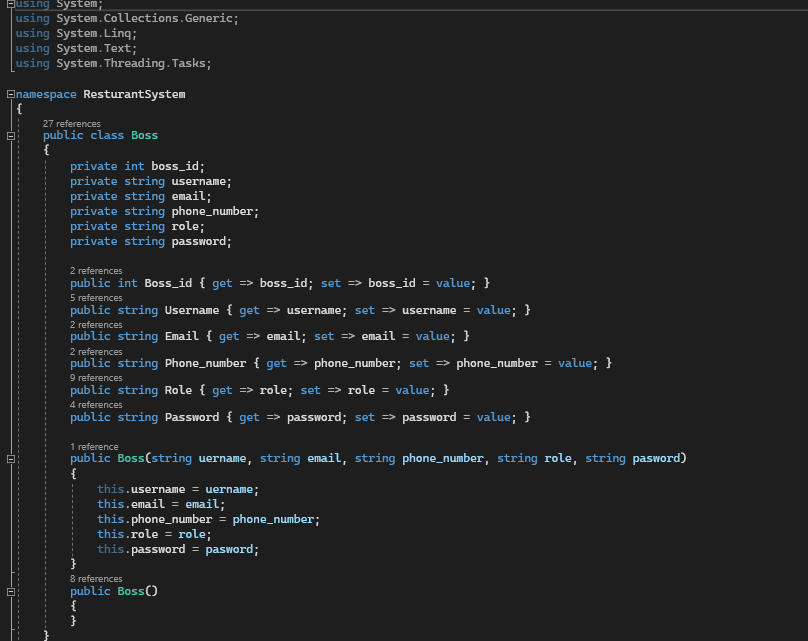 using System;
using System.Collections.Generic;
using System.Linq;
using System.Text;
using System.Threading.Tasks;
namespace ResturantSystem
{
27 references
public class Boss
{
private int boss_id;
private string username;
private string email;
private string phone_number;
private string role;
private string password;
2 references
public int Boss_id { get => boss_id; set => boss_id = value; }
5 references
public string Username { get => username; set => username = value; }
2 references
public string Email { get => email; set => email = value; }
2 references
public string Phone_number { get => phone_number; set => phone_number = value; }
9 references
public string Role { get => role; set => role = value; }
4 references
public string Password { get => password; set => password = value; }
1 reference
public Boss(string uername, string email, string phone_number, string role, string pasword)
{
this.username = uername;
this.email = email;
this.phone_number = phone_number;
this.role = role;
this.password = pasword;
}
8 references
public Boss()
{
}
}